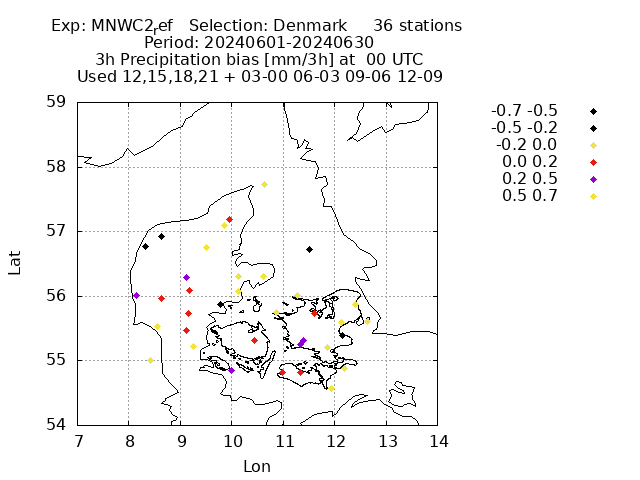 Exp: MNWC2_ref   Selection: Denmark     36 stations
Period: 20240601-20240630
3h Precipitation bias [mm/3h] at  00 UTC
Used 12,15,18,21 + 03-00 06-03 09-06 12-09
-0.7 -0.5
-0.5 -0.2
-0.2 0.0
0.0 0.2
0.2 0.5
0.5 0.7
59
58
57
56
55
54
Lat
7 8 9 10 11 12 13 14
Lon